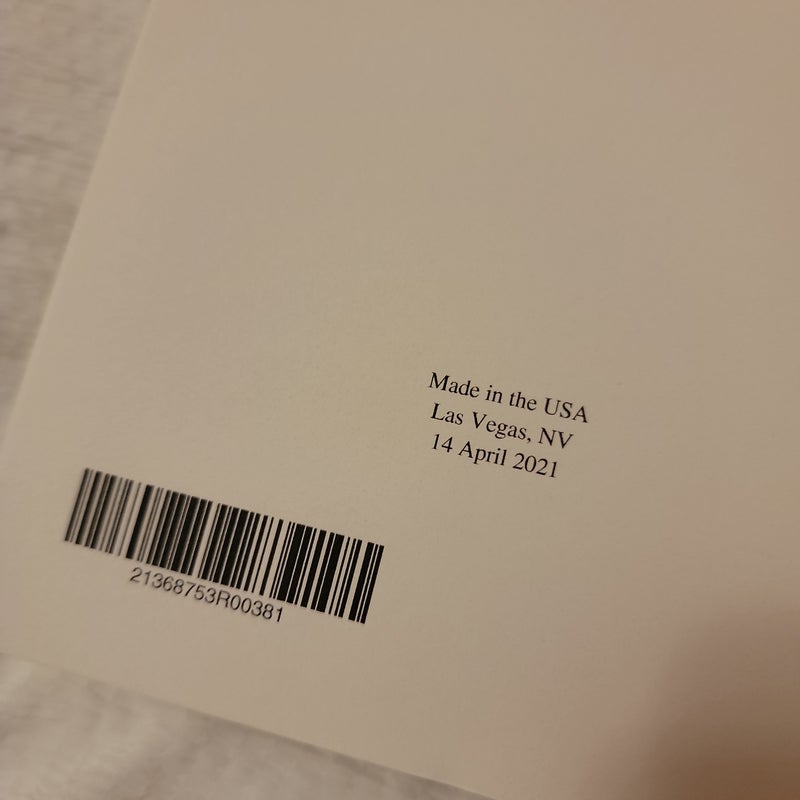 Made in the USA
Las Vegas, NV
14 April 2021
21368753R00381